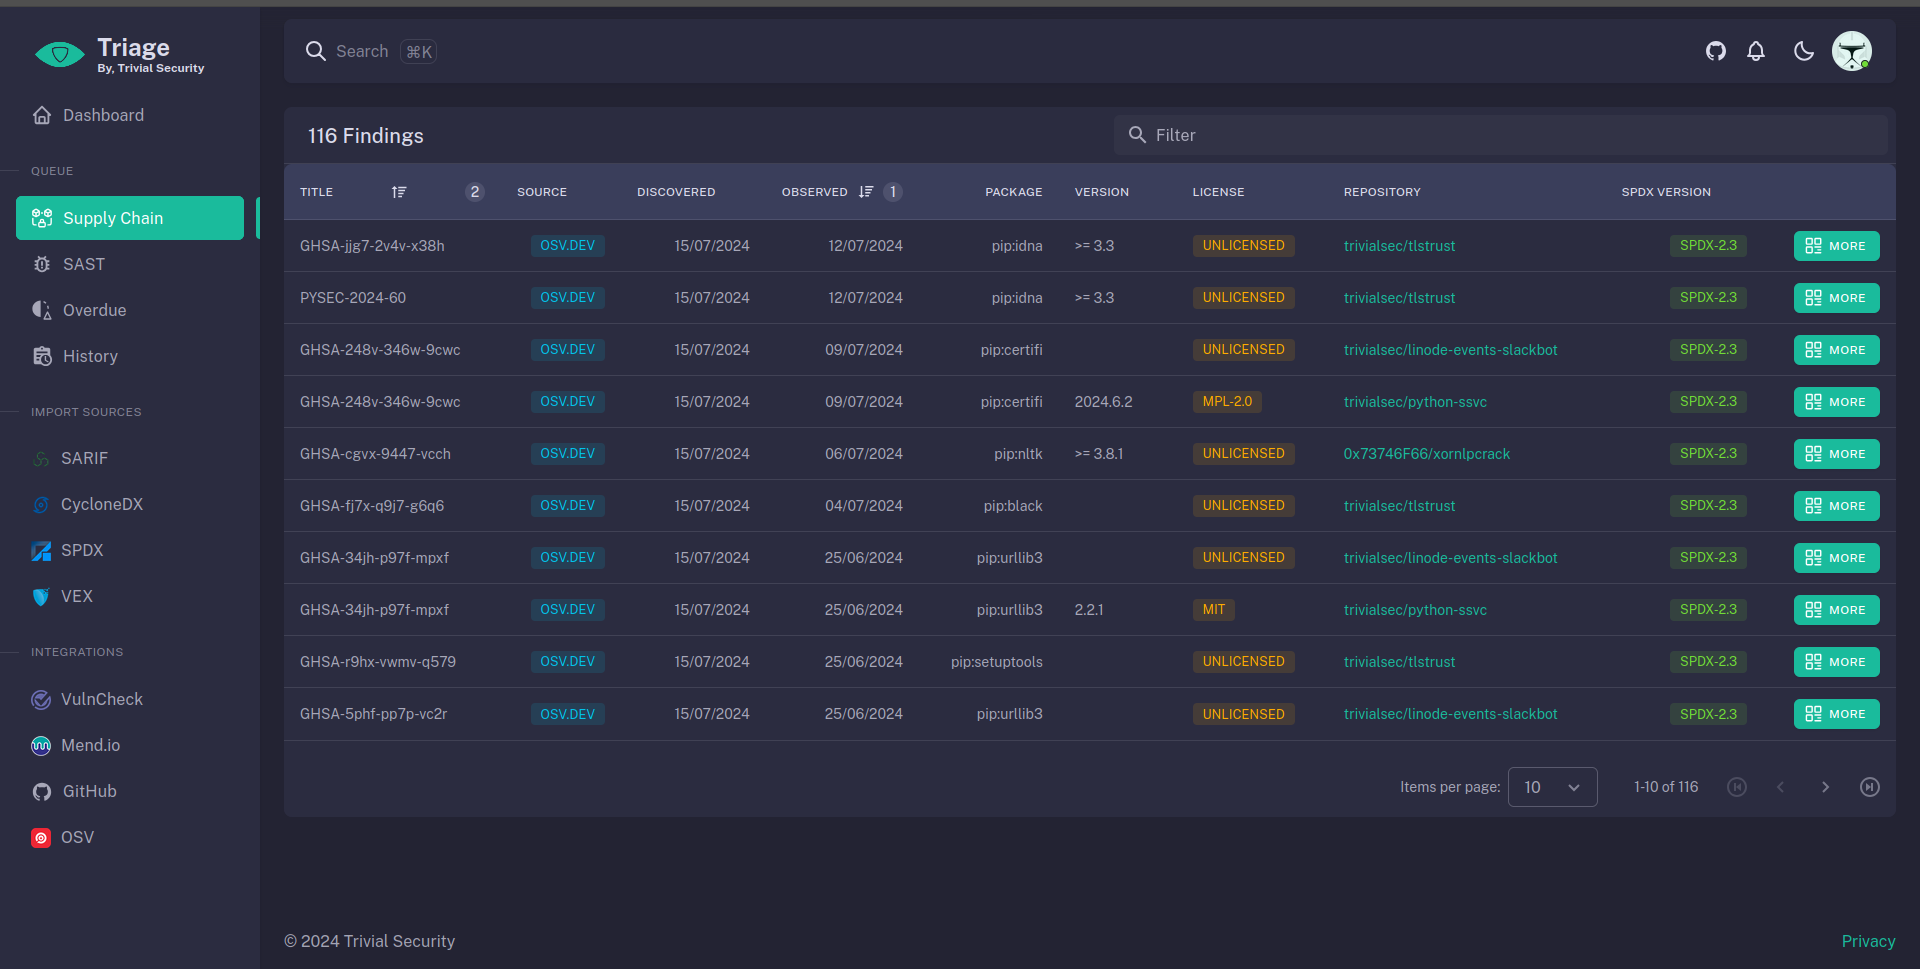 Triage
By, Trivial Security
Search ⌘K
Dashboard
QUEUE
Supply Chain
SAST
Overdue
History
IMPORT SOURCES
SARIF
CycloneDX
SPDX
VEX
INTEGRATIONS
VulnCheck
Mend.io
GitHub
OSV
116 Findings
Filter
TITLE 2 SOURCE DISCOVERED OBSERVED 1 PACKAGE VERSION LICENSE REPOSITORY SPDX VERSION
GHSA-jjg7-2v4v-x38h OSV.DEV 15/07/2024 12/07/2024 pip:idna >= 3.3 UNLICENSED trivialsec/tlstrust SPDX-2.3 MORE
PYSEC-2024-60 OSV.DEV 15/07/2024 12/07/2024 pip:idna >= 3.3 UNLICENSED trivialsec/tlstrust SPDX-2.3 MORE
GHSA-248v-346w-9cwc OSV.DEV 15/07/2024 09/07/2024 pip:certifi UNLICENSED trivialsec/linode-events-slackbot SPDX-2.3 MORE
GHSA-248v-346w-9cwc OSV.DEV 15/07/2024 09/07/2024 pip:certifi 2024.6.2 MPL-2.0 trivialsec/python-ssvc SPDX-2.3 MORE
GHSA-cgvx-9447-vcch OSV.DEV 15/07/2024 06/07/2024 pip:nltk >= 3.8.1 UNLICENSED 0x73746F66/xornlpcrack SPDX-2.3 MORE
GHSA-fj7x-q9j7-g6q6 OSV.DEV 15/07/2024 04/07/2024 pip:black UNLICENSED trivialsec/tlstrust SPDX-2.3 MORE
GHSA-34jh-p97f-mpxf OSV.DEV 15/07/2024 25/06/2024 pip:urllib3 UNLICENSED trivialsec/linode-events-slackbot SPDX-2.3 MORE
GHSA-34jh-p97f-mpxf OSV.DEV 15/07/2024 25/06/2024 pip:urllib3 2.2.1 MIT trivialsec/python-ssvc SPDX-2.3 MORE
GHSA-r9hx-vwmv-q579 OSV.DEV 15/07/2024 25/06/2024 pip:setuptools UNLICENSED trivialsec/tlstrust SPDX-2.3 MORE
GHSA-5phf-pp7p-vc2r OSV.DEV 15/07/2024 25/06/2024 pip:urllib3 UNLICENSED trivialsec/linode-events-slackbot SPDX-2.3 MORE
Items per page: 10 1-10 of 116
© 2024 Trivial Security
Privacy